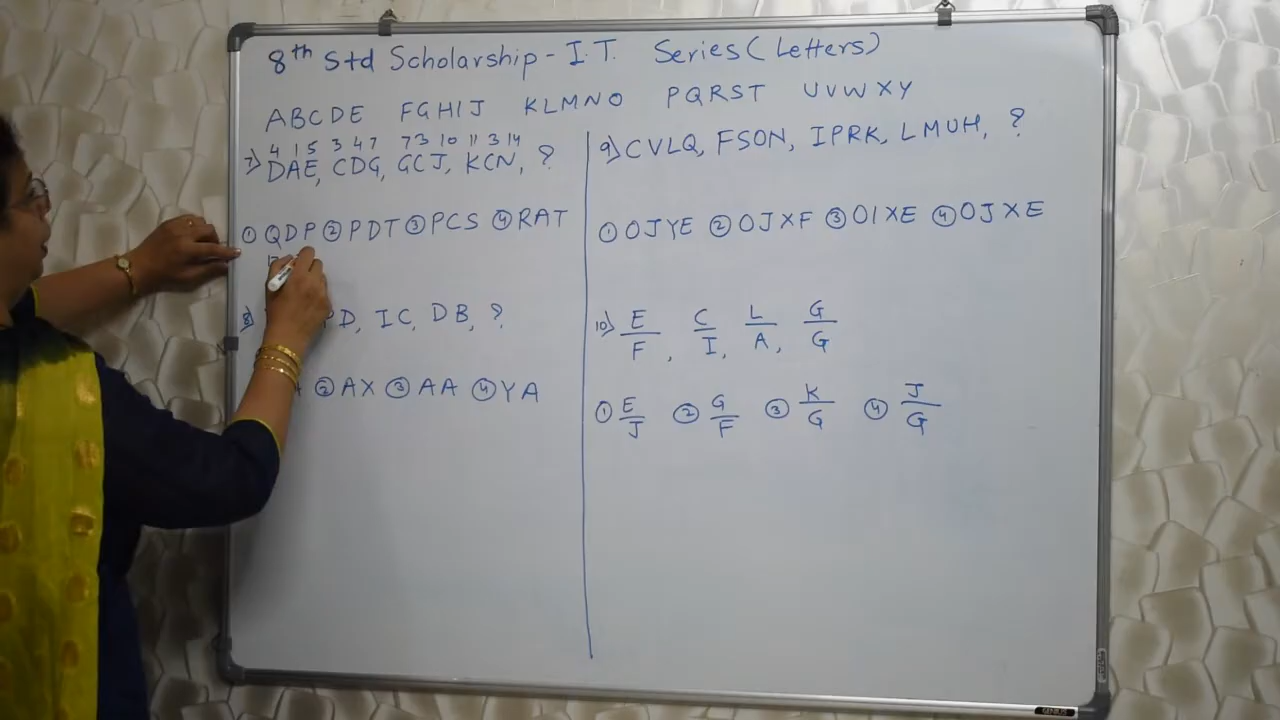 8th Std Scholarship - I.T. Series (Letters)
ABCDE FGHIJ KLMNO PQRST UVWXY
4 1 5 3 4 7 7 3 10 11 3 14
7) DAE, CDG, GCJ, KCN, ?
① QDP ② PDT ③ PCS ④ RAT
8) D, IC, DB, ?
② AX ③ AA ④ YA
9) CVLQ, FSON, IPRK, LMUH, ?
① OJYE ② OJXF ③ OIXE ④ OJXE
10) E/F, C/I, L/A, G/G
① E/J ② G/F ③ K/G ④ J/G